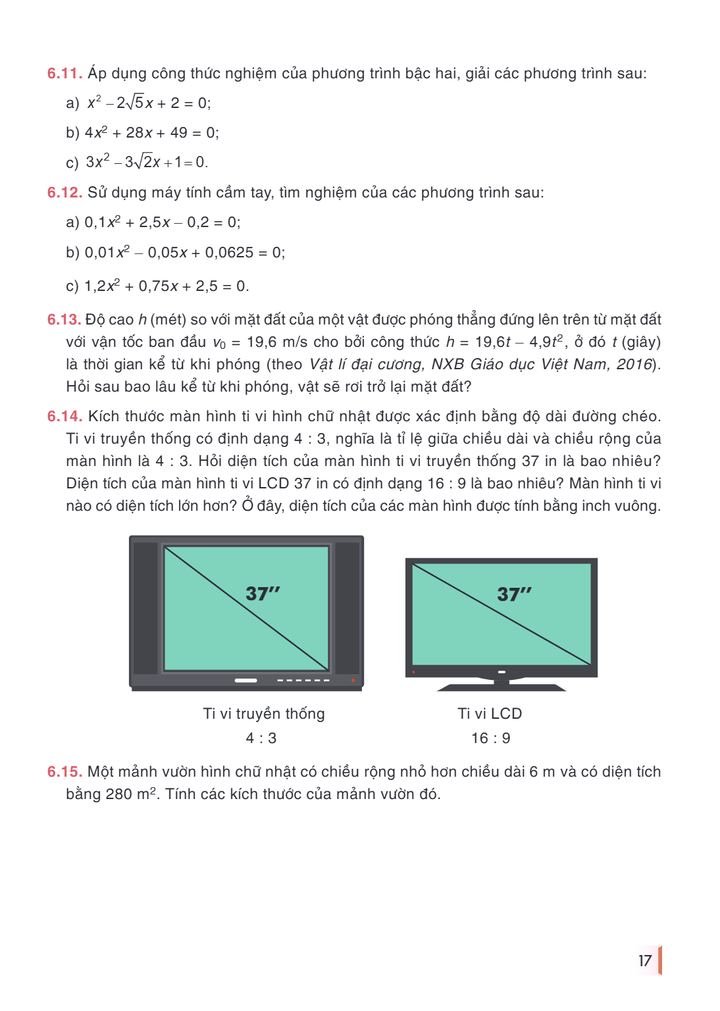 6.11. Áp dụng công thức nghiệm của phương trình bậc hai, giải các phương trình sau:
a) x² – 2√5x + 2 = 0;
b) 4x² + 28x + 49 = 0;
c) 3x² – 3√2x + 1 = 0.
6.12. Sử dụng máy tính cầm tay, tìm nghiệm của các phương trình sau:
a) 0,1x² + 2,5x – 0,2 = 0;
b) 0,01x² – 0,05x + 0,0625 = 0;
c) 1,2x² + 0,75x + 2,5 = 0.
6.13. Độ cao h (mét) so với mặt đất của một vật được phóng thẳng đứng lên trên từ mặt đất
với vận tốc ban đầu v₀ = 19,6 m/s cho bởi công thức h = 19,6t – 4,9t², ở đó t (giây)
là thời gian kể từ khi phóng (theo Vật lí đại cương, NXB Giáo dục Việt Nam, 2016).
Hỏi sau bao lâu kể từ khi phóng, vật sẽ rơi trở lại mặt đất?
6.14. Kích thước màn hình ti vi hình chữ nhật được xác định bằng độ dài đường chéo.
Ti vi truyền thống có định dạng 4 : 3, nghĩa là tỉ lệ giữa chiều dài và chiều rộng của
màn hình là 4 : 3. Hỏi diện tích của màn hình ti vi truyền thống 37 in là bao nhiêu?
Diện tích của màn hình ti vi LCD 37 in có định dạng 16 : 9 là bao nhiêu? Màn hình ti vi
nào có diện tích lớn hơn? Ở đây, diện tích của các màn hình được tính bằng inch vuông.
37″
37″
Ti vi truyền thống
4 : 3
Ti vi LCD
16 : 9
6.15. Một mảnh vườn hình chữ nhật có chiều rộng nhỏ hơn chiều dài 6 m và có diện tích
bằng 280 m². Tính các kích thước của mảnh vườn đó.
17